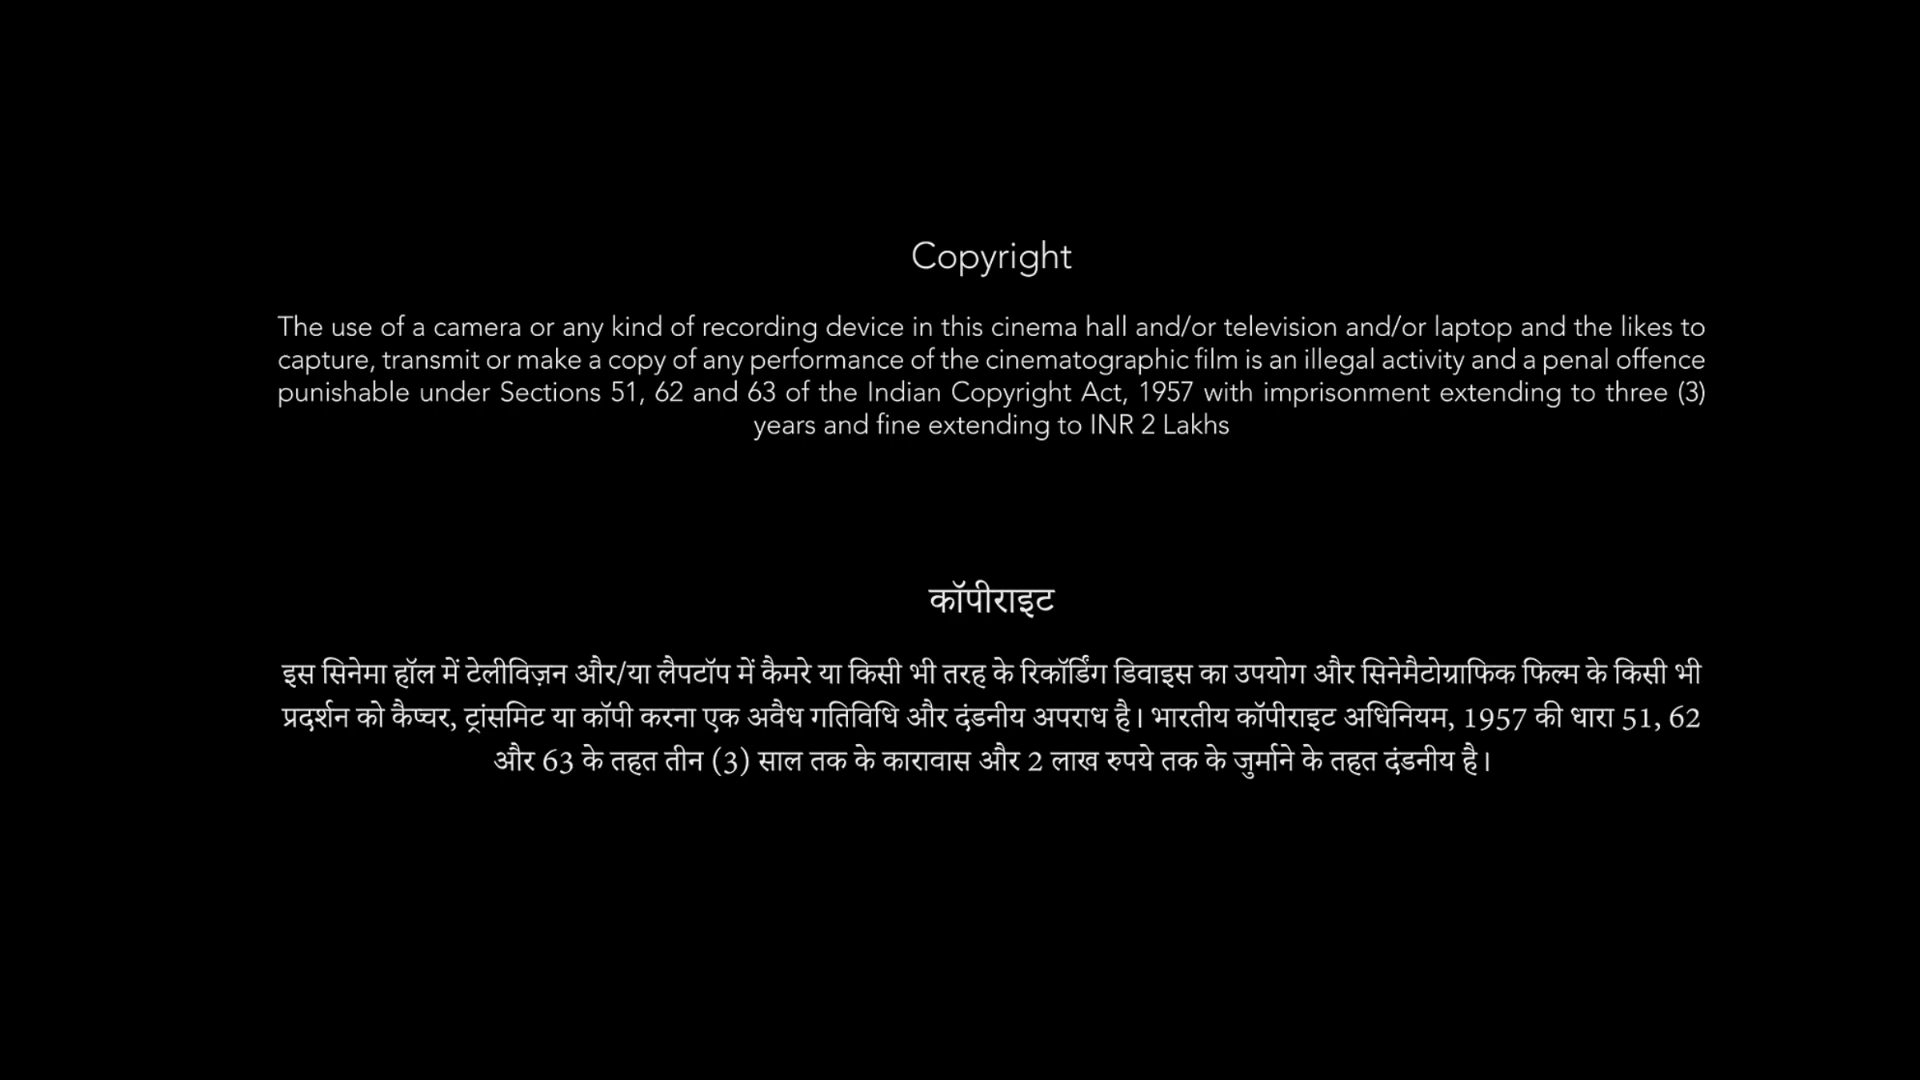 Copyright
The use of a camera or any kind of recording device in this cinema hall and/or television and/or laptop and the likes to
capture, transmit or make a copy of any performance of the cinematographic film is an illegal activity and a penal offence
punishable under Sections 51, 62 and 63 of the Indian Copyright Act, 1957 with imprisonment extending to three (3)
years and fine extending to INR 2 Lakhs
कॉपीराइट
इस सिनेमा हॉल में टेलीविज़न और/या लैपटॉप में कैमरे या किसी भी तरह के रिकॉर्डिंग डिवाइस का उपयोग और सिनेमैटोग्राफिक फिल्म के किसी भी
प्रदर्शन को कैप्चर, ट्रांसमिट या कॉपी करना एक अवैध गतिविधि और दंडनीय अपराध है। भारतीय कॉपीराइट अधिनियम, 1957 की धारा 51, 62
और 63 के तहत तीन (3) साल तक के कारावास और 2 लाख रुपये तक के जुर्माने के तहत दंडनीय है।